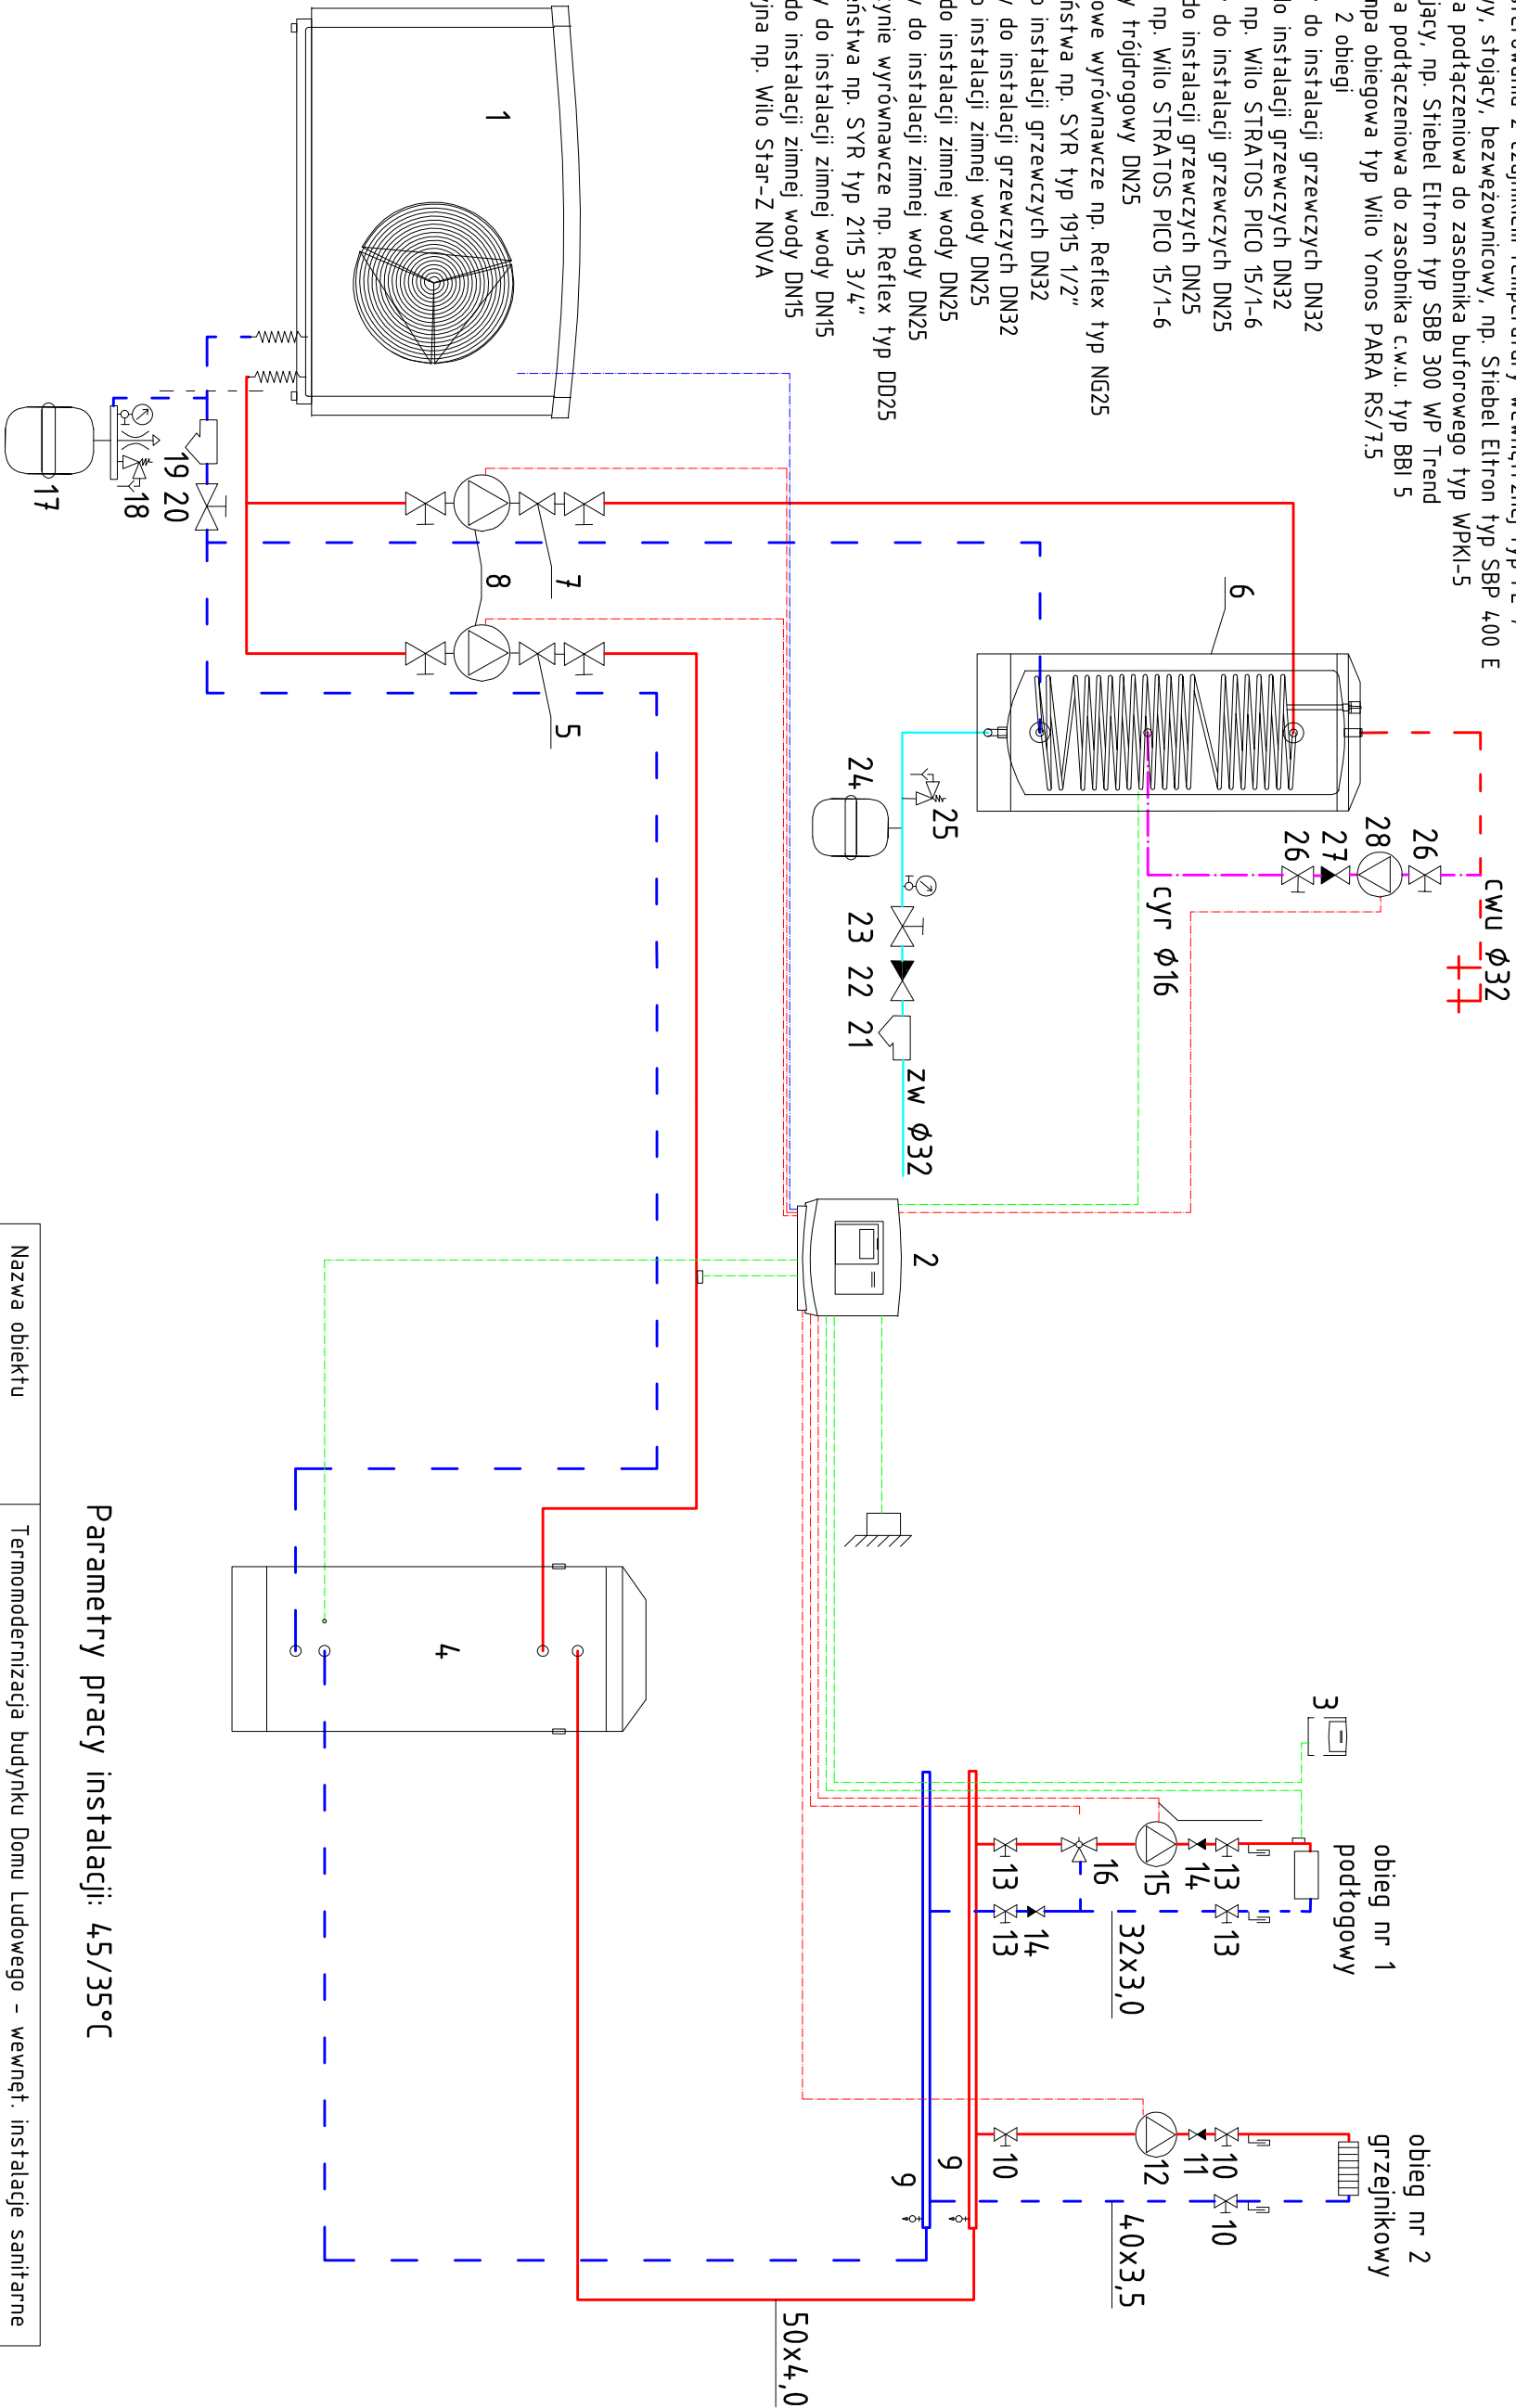 wy, stojący, bezwężownicowy, np. Stiebel Eltron typ SBP 400 E
a podłączeniowa do zasobnika buforowego typ WPKI-5
jący, np. Stiebel Eltron typ SBB 300 WP Trend
a podłączeniowa do zasobnika c.w.u. typ BBI 5
mpa obiegowa typ Wilo Yonos PARA RS/7.5
2 obiegi
do instalacji grzewczych DN32
do instalacji grzewczych DN32
np. Wilo STRATOS PICO 15/1-6
do instalacji grzewczych DN25
do instalacji grzewczych DN25
np. Wilo STRATOS PICO 15/1-6
y trójdrogowy DN25
owe wyrównawcze np. Reflex typ NG25
ństwa np. SYR typ 1915 1/2"
o instalacji grzewczych DN32
y do instalacji grzewczych DN32
o instalacji zimnej wody DN25
do instalacji zimnej wody DN25
y do instalacji zimnej wody DN25
zynie wyrównawcze np. Reflex typ DD25
eństwa np. SYR typ 2115 3/4"
y do instalacji zimnej wody DN15
do instalacji zimnej wody DN15
yjna np. Wilo Star-Z NOVA
cwu Ø32
26
28
27
26
cyr Ø16
6
25
24
23
22
21
zw Ø32
1
7
8
5
19 20
18
17
2
3
4
obieg nr 1
podłogowy
13
14
15
16
13
13
14
13
32x3,0
obieg nr 2
grzejnikowy
10
11
12
10
10
40x3,5
9
9
50x4,0
Parametry pracy instalacji: 45/35°C
Nazwa obiektu
Termomodernizacja budynku Domu Ludowego - wewnęt. instalacje sanitarne